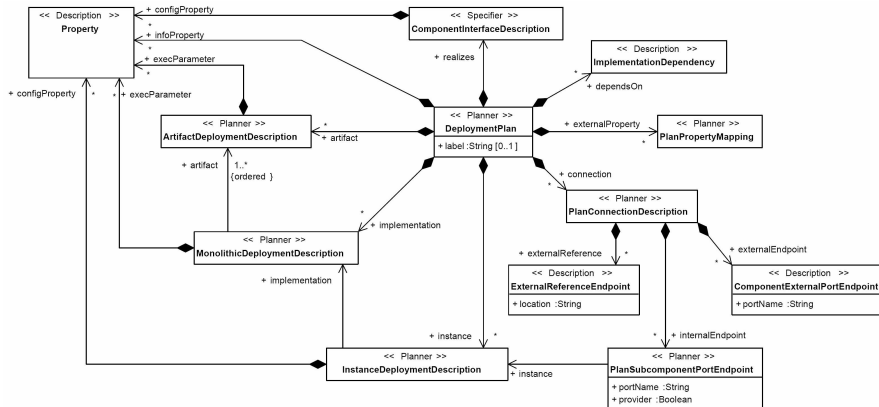 << Description >>
Property
+ configProperty
*
+ infoProperty
*
+ execParameter
*
<< Specifier >>
ComponentInterfaceDescription
+ realizes
<< Description >>
ImplementationDependency
*
+ dependsOn
+ configProperty
*
* + execParameter
<< Planner >>
ArtifactDeploymentDescription
*
+ artifact
<< Planner >>
DeploymentPlan
+ label :String [0..1 ]
+ externalProperty
*
<< Planner >>
PlanPropertyMapping
+ artifact
1..*
{ordered }
+ connection
*
<< Planner >>
PlanConnectionDescription
*
+ implementation
<< Planner >>
MonolithicDeploymentDescription
+ externalReference
*
+ externalEndpoint
*
<< Description >>
ExternalReferenceEndpoint
+ location :String
<< Description >>
ComponentExternalPortEndpoint
+ portName :String
+ implementation
+ instance
*
*
+ internalEndpoint
<< Planner >>
InstanceDeploymentDescription
+ instance
<< Planner >>
PlanSubcomponentPortEndpoint
+ portName :String
+ provider :Boolean